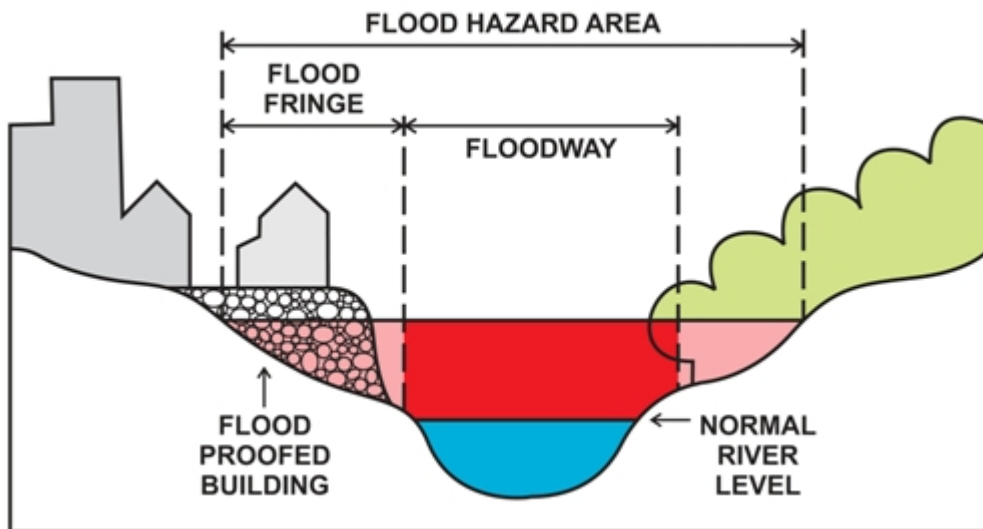 FLOOD HAZARD AREA
FLOOD
FRINGE
FLOODWAY
FLOOD
PROOFED
BUILDING
NORMAL
RIVER
LEVEL